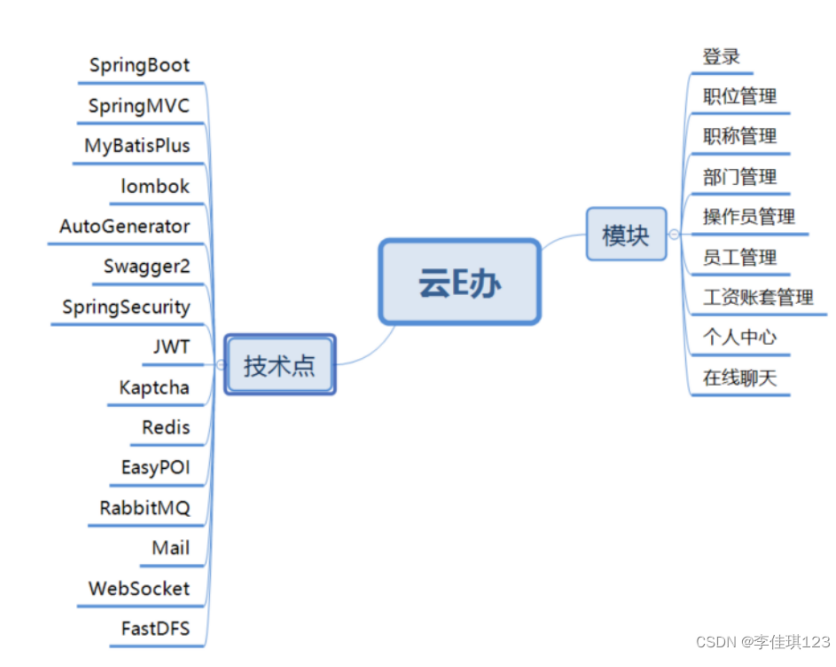 云E办
技术点
SpringBoot
SpringMVC
MyBatisPlus
lombok
AutoGenerator
Swagger2
SpringSecurity
JWT
Kaptcha
Redis
EasyPOI
RabbitMQ
Mail
WebSocket
FastDFS
模块
登录
职位管理
职称管理
部门管理
操作员管理
员工管理
工资账套管理
个人中心
在线聊天
CSDN @李佳琪123